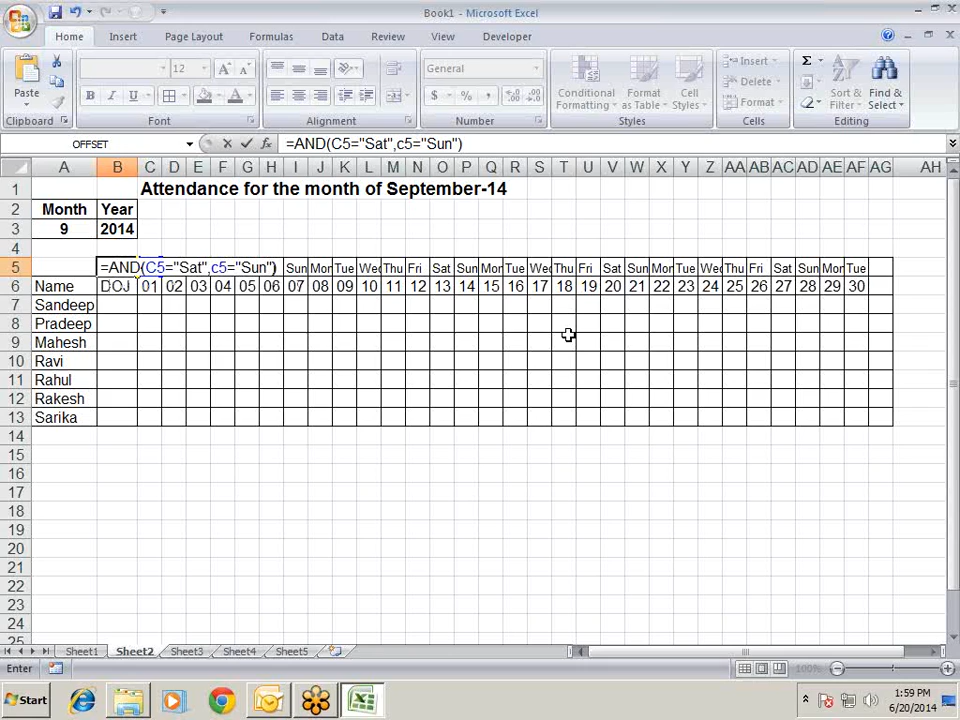 Book1 - Microsoft Excel
Home Insert Page Layout Formulas Data Review View Developer
Paste
12
B I U
General
$ % ,
Conditional Formatting
Format as Table
Cell Styles
Insert
Delete
Format
Σ
Sort & Filter
Find & Select
Clipboard Font Alignment Number Styles Cells Editing
OFFSET fx =AND(C5="Sat",c5="Sun")
A B C D E F G H I J K L M N O P Q R S T U V W X Y Z AA AB AC AD AE AF AG AH
1 Attendance for the month of September-14
2 Month Year
3 9 2014
4
5 =AND(C5="Sat",c5="Sun") Sun Mon Tue Wed Thu Fri Sat Sun Mon Tue Wed Thu Fri Sat Sun Mon Tue Wed Thu Fri Sat Sun Mon Tue
6 Name DOJ 01 02 03 04 05 06 07 08 09 10 11 12 13 14 15 16 17 18 19 20 21 22 23 24 25 26 27 28 29 30
7 Sandeep
8 Pradeep
9 Mahesh
10 Ravi
11 Rahul
12 Rakesh
13 Sarika
14
15
16
17
18
19
20
21
22
23
24
25
Sheet1 Sheet2 Sheet3 Sheet4 Sheet5
Enter 100%
Start 1:59 PM
6/20/2014